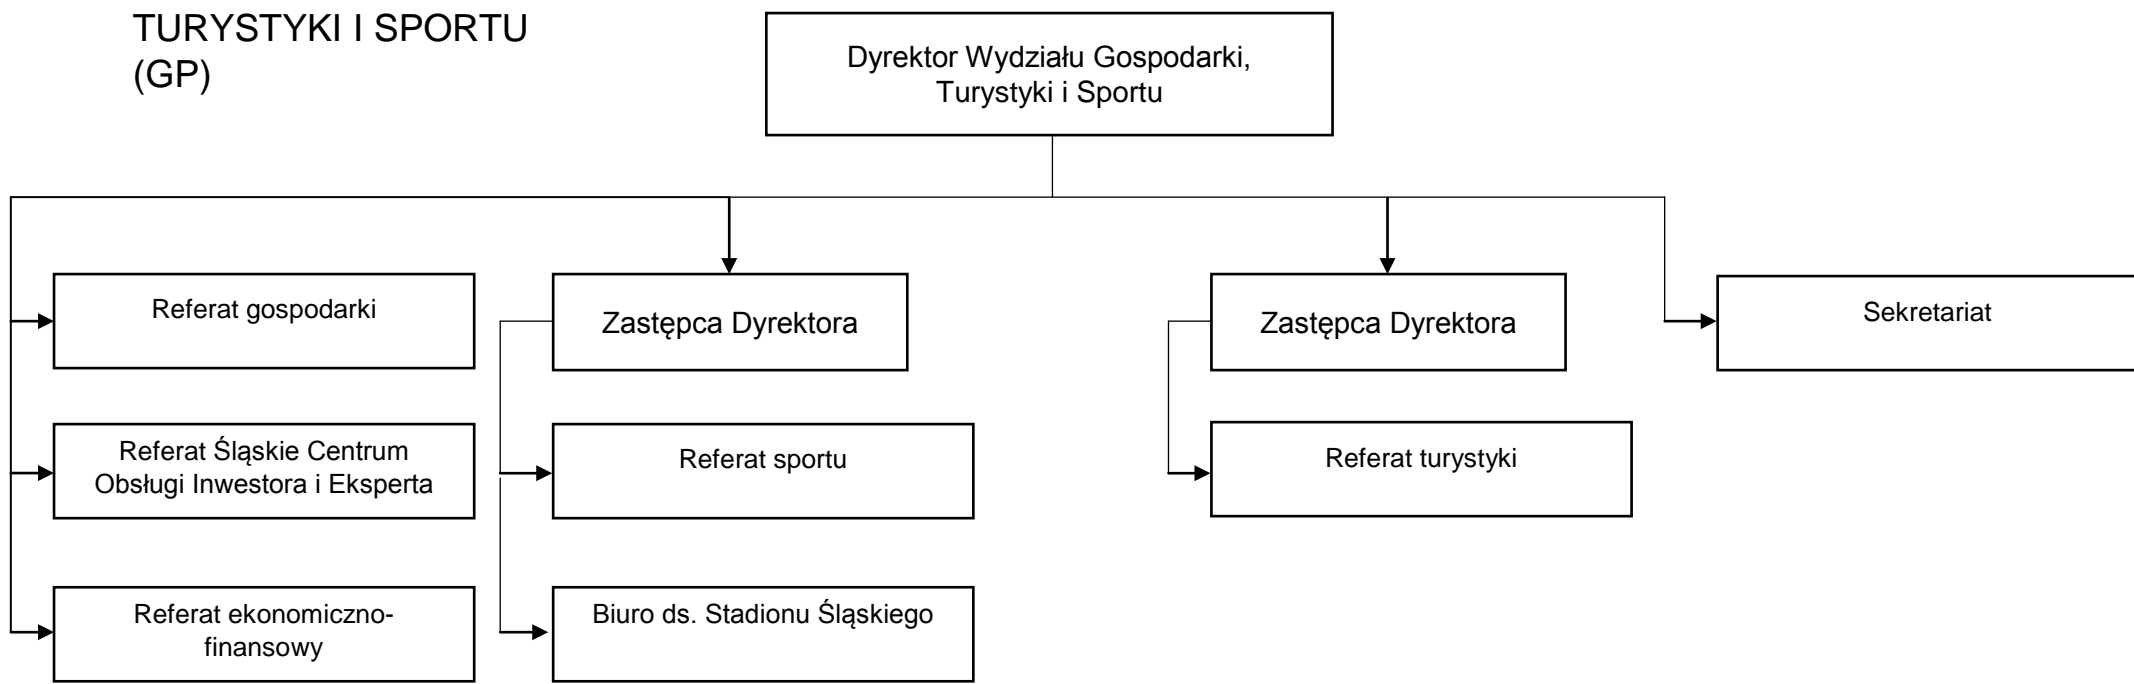 TURYSTYKI I SPORTU
(GP)
Dyrektor Wydziału Gospodarki,
Turystyki i Sportu
Referat gospodarki
Zastępca Dyrektora
Zastępca Dyrektora
Sekretariat
Referat Śląskie Centrum
Obsługi Inwestora i Eksperta
Referat sportu
Referat turystyki
Referat ekonomiczno-
finansowy
Biuro ds. Stadionu Śląskiego